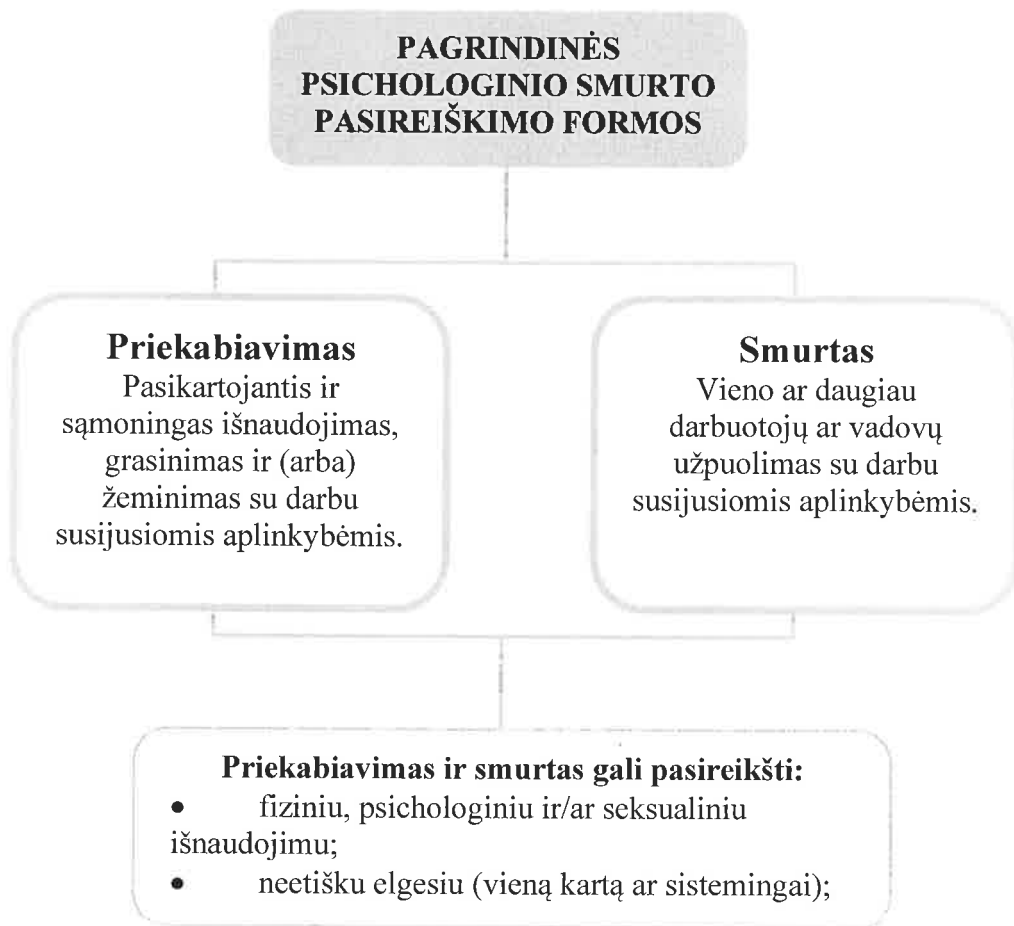 PAGRINDINĖS
PSICHOLOGINIO SMURTO
PASIREIŠKIMO FORMOS
Priekabiavimas
Pasikartojantis ir
sąmoningas išnaudojimas,
grasinimas ir (arba)
žeminimas su darbu
susijusiomis aplinkybėmis.
Smurtas
Vieno ar daugiau
darbuotojų ar vadovų
užpuolimas su darbu
susijusiomis aplinkybėmis.
Priekabiavimas ir smurtas gali pasireikšti:
• fiziniu, psichologiniu ir/ar seksualiniu
išnaudojimu;
• neetišku elgesiu (vieną kartą ar sistemingai);